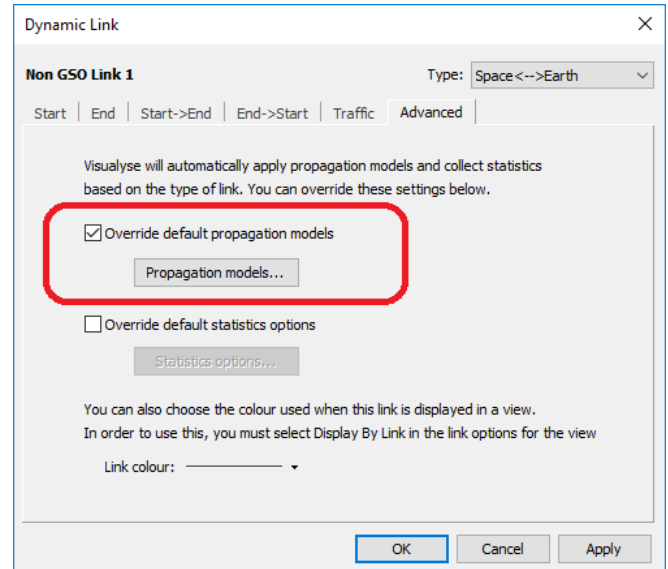 Dynamic Link
Non GSO Link 1 Type: Space<-->Earth
Start End Start->End End->Start Traffic Advanced
Visualyse will automatically apply propagation models and collect statistics
based on the type of link. You can override these settings below.
Override default propagation models
Propagation models...
Override default statistics options
Statistics options...
You can also choose the colour used when this link is displayed in a view.
In order to use this, you must select Display By Link in the link options for the view
Link colour:
OK Cancel Apply